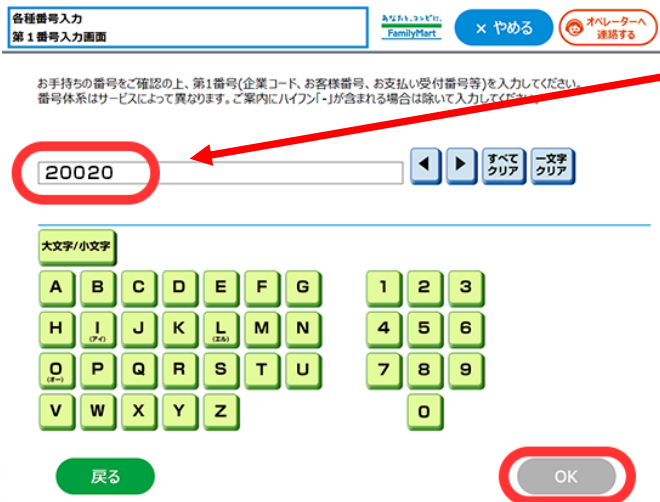 各種番号入力
第1番号入力画面
あなたと、コンビに、
FamilyMart
× やめる
オペレーターへ
連絡する
お手持ちの番号をご確認の上、第1番号(企業コード、お客様番号、お支払い受付番号等)を入力してください。
番号体系はサービスによって異なります。ご案内にハイフン「-」が含まれる場合は除いて入力してください。
20020
すべて
クリア
一文字
クリア
大文字/小文字
A B C D E F G 1 2 3
H I (アイ) J K L (エル) M N 4 5 6
O (オー) P Q R S T U 7 8 9
V W X Y Z 0
戻る
OK